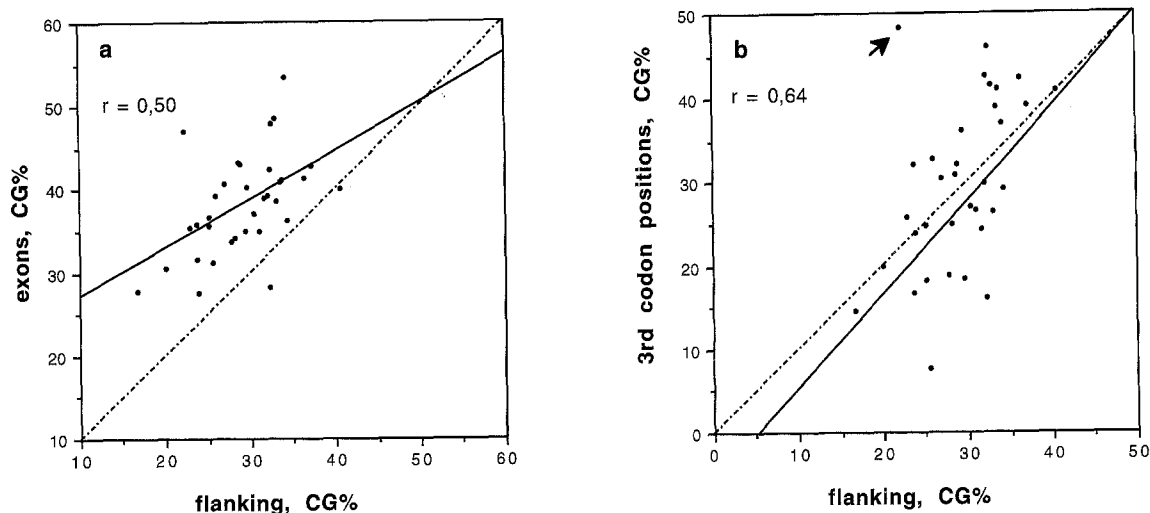 a
r = 0,50
exons, CG%
60
50
40
30
20
10
10 20 30 40 50 60
flanking, CG%
b
r = 0,64
3rd codon positions, CG%
50
40
30
20
10
0
0 10 20 30 40 50
flanking, CG%